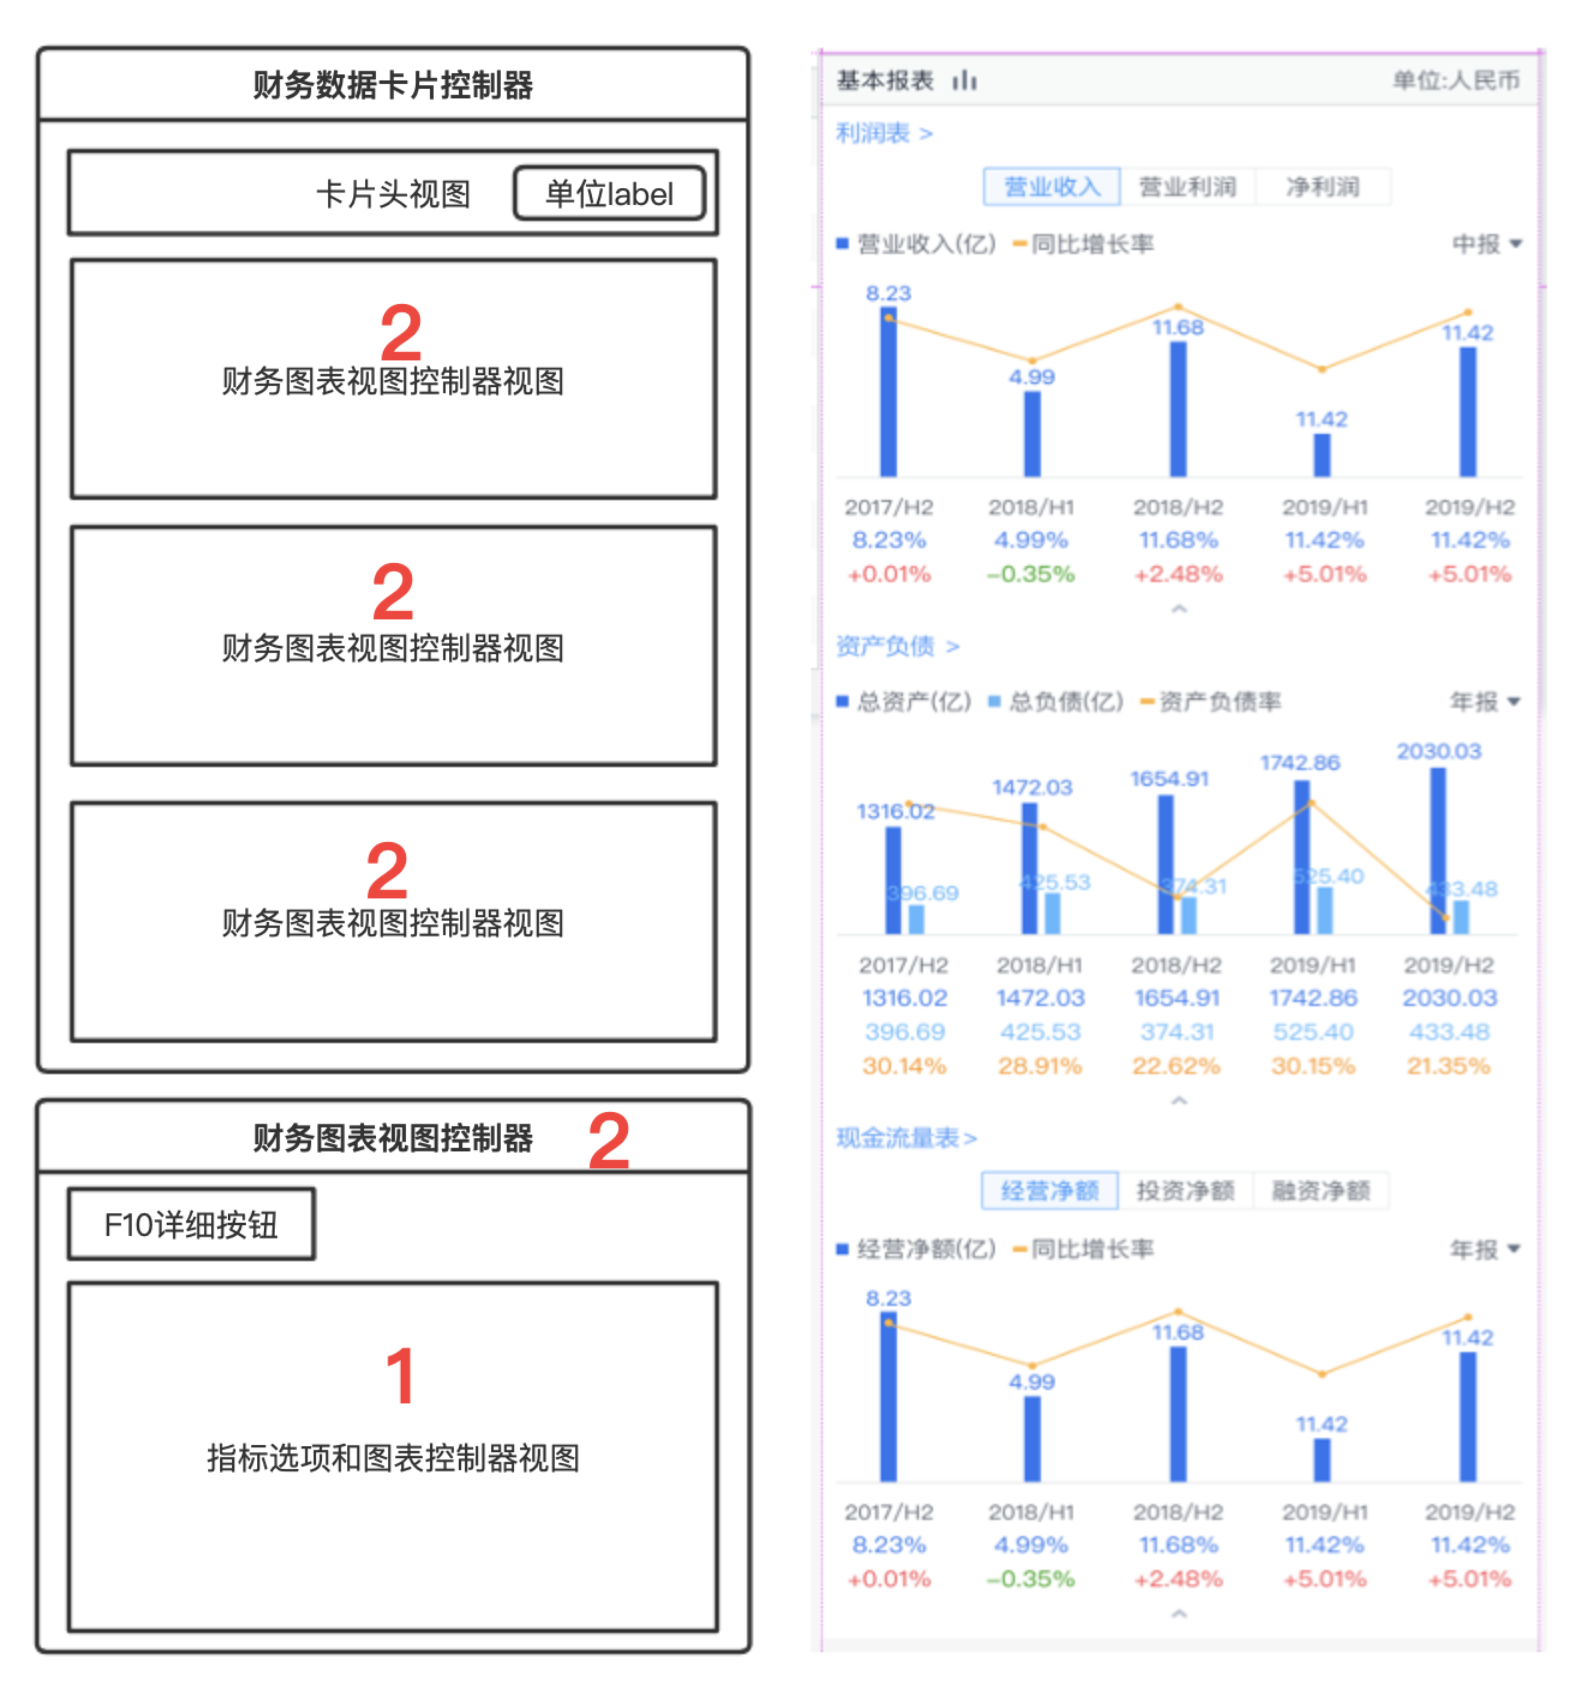 财务数据卡片控制器
卡片头视图
单位label
2
财务图表视图控制器视图
2
财务图表视图控制器视图
2
财务图表视图控制器视图
财务图表视图控制器
2
F10详细按钮
1
指标选项和图表控制器视图
基本报表
单位:人民币
利润表 >
营业收入 营业利润 净利润
营业收入(亿) 同比增长率 中报
8.23
11.68
11.42
4.99
11.42
2017/H2 2018/H1 2018/H2 2019/H1 2019/H2
8.23% 4.99% 11.68% 11.42% 11.42%
+0.01% -0.35% +2.48% +5.01% +5.01%
资产负债 >
总资产(亿) 总负债(亿) 资产负债率 年报
1316.02 1472.03 1654.91 1742.86 2030.03
396.69 425.53 374.31 525.40 433.48
2017/H2 2018/H1 2018/H2 2019/H1 2019/H2
1316.02 1472.03 1654.91 1742.86 2030.03
396.69 425.53 374.31 525.40 433.48
30.14% 28.91% 22.62% 30.15% 21.35%
现金流量表>
经营净额 投资净额 融资净额
经营净额(亿) 同比增长率 年报
8.23
11.68
11.42
4.99
11.42
2017/H2 2018/H1 2018/H2 2019/H1 2019/H2
8.23% 4.99% 11.68% 11.42% 11.42%
+0.01% -0.35% +2.48% +5.01% +5.01%